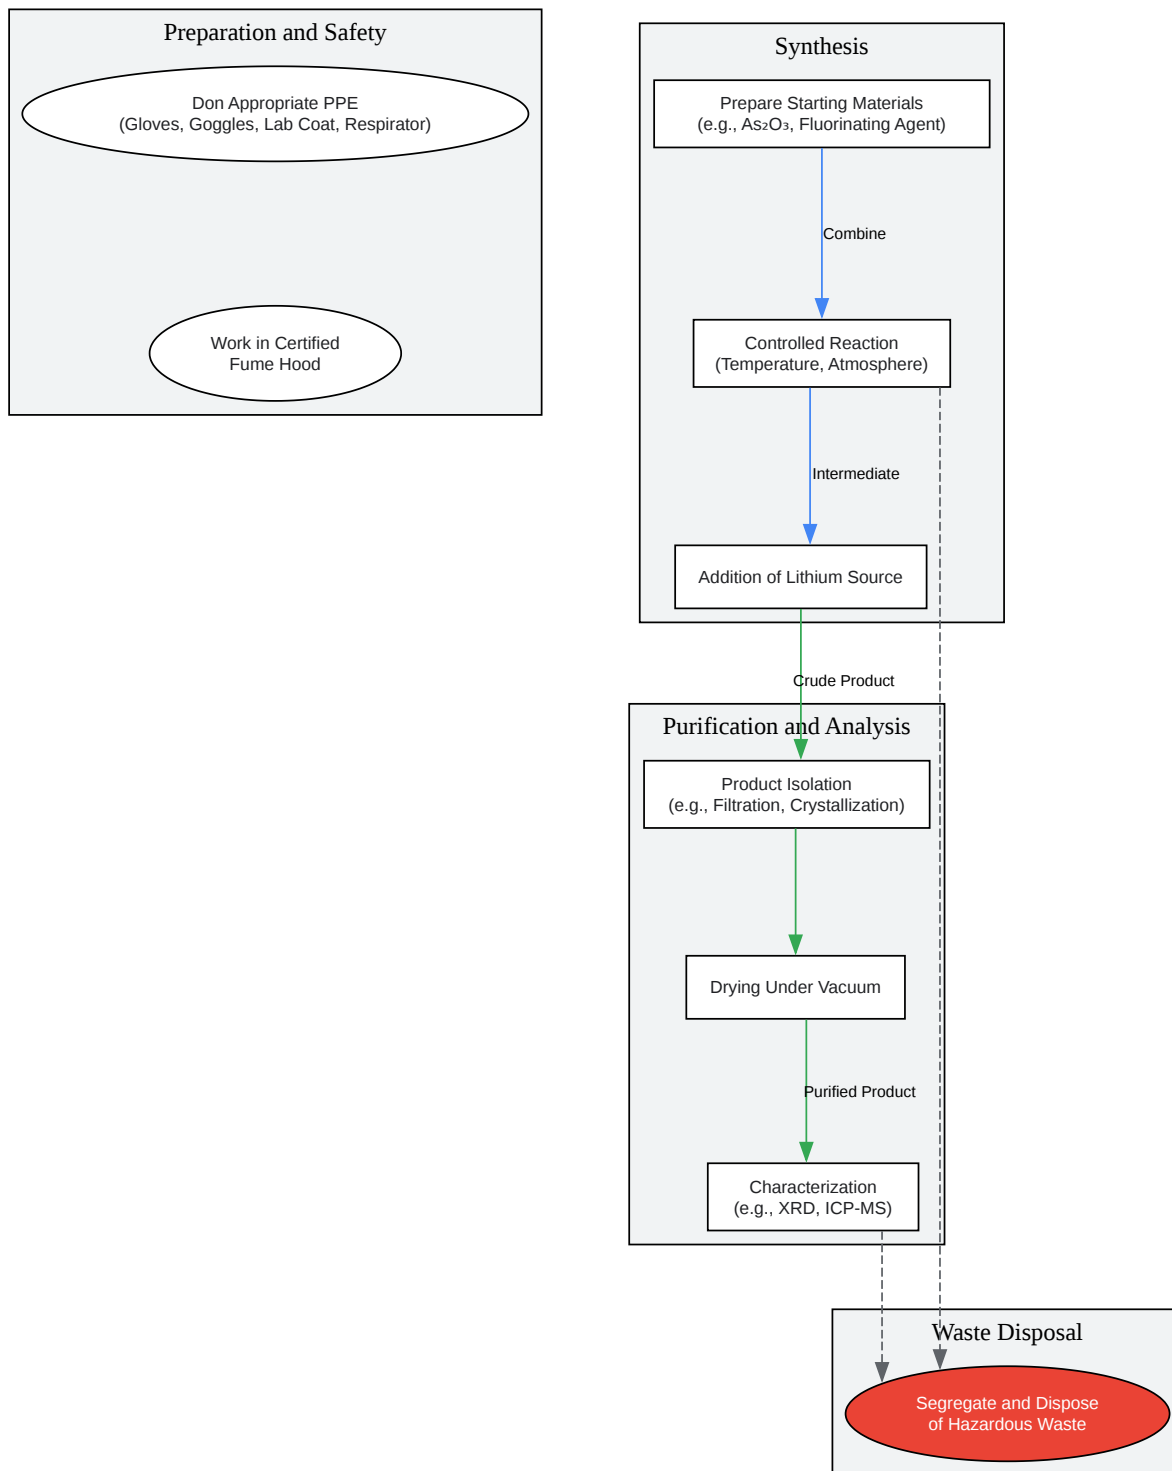 Preparation and Safety
Don Appropriate PPE
(Gloves, Goggles, Lab Coat, Respirator)
Work in Certified
Fume Hood
Synthesis
Prepare Starting Materials
(e.g., As₂O₃, Fluorinating Agent)
Combine
Controlled Reaction
(Temperature, Atmosphere)
Intermediate
Addition of Lithium Source
Crude Product
Purification and Analysis
Product Isolation
(e.g., Filtration, Crystallization)
Drying Under Vacuum
Purified Product
Characterization
(e.g., XRD, ICP-MS)
Waste Disposal
Segregate and Dispose
of Hazardous Waste